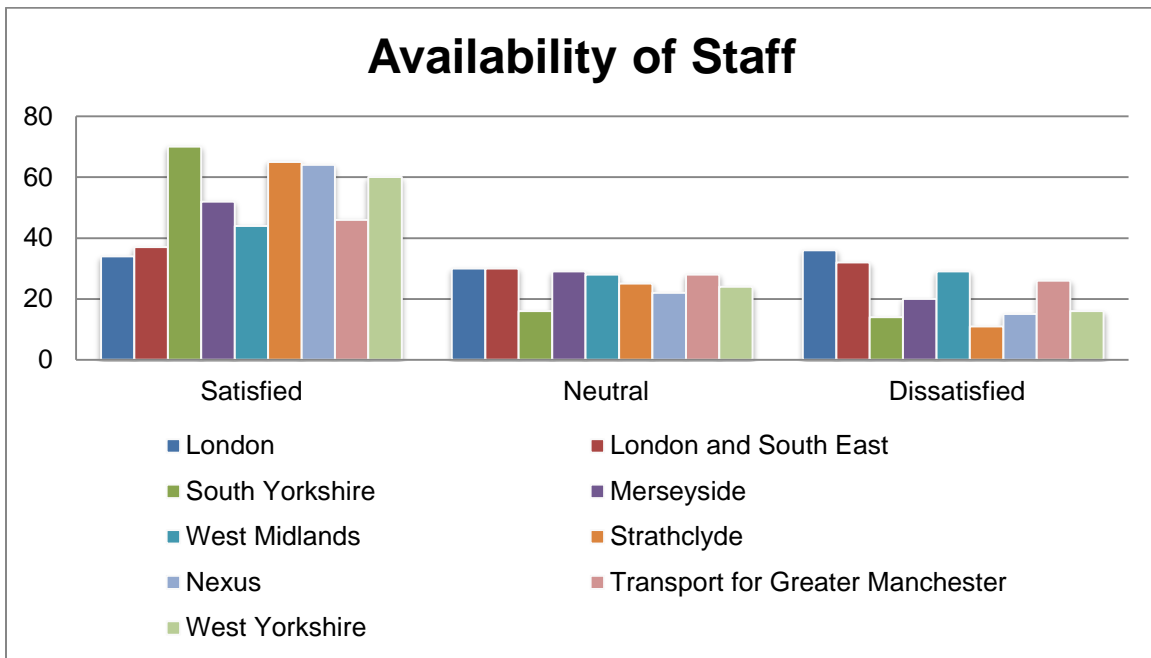 Availability of Staff
80
60
40
20
0
Satisfied Neutral Dissatisfied
London London and South East
South Yorkshire Merseyside
West Midlands Strathclyde
Nexus Transport for Greater Manchester
West Yorkshire